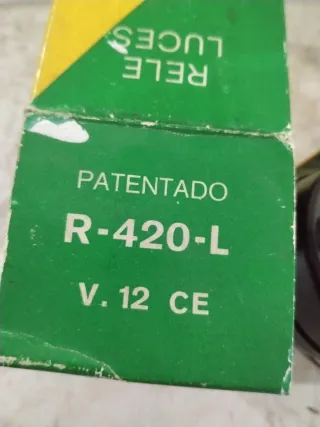 RELE
LUCES
PATENTADO
R-420-L
V. 12 CE